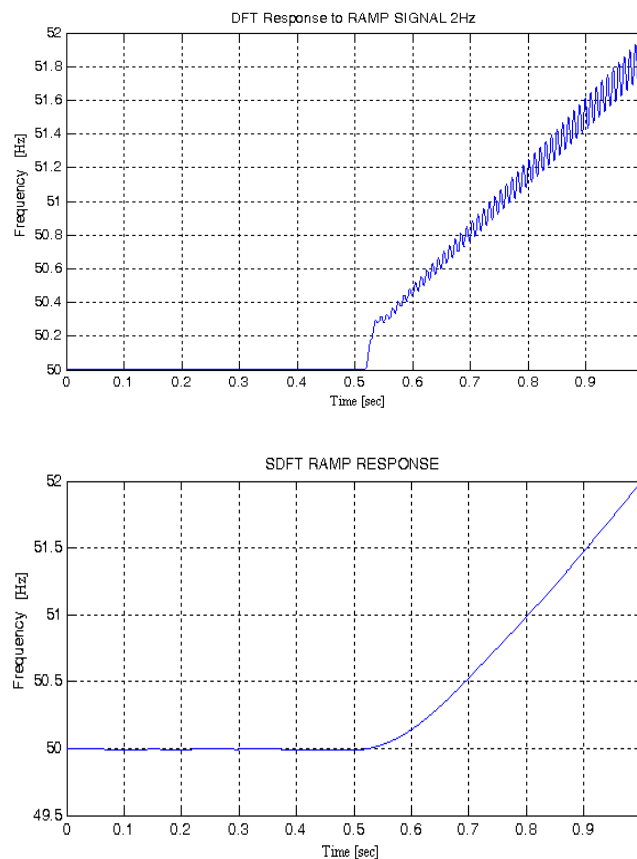 DFT Response to RAMP SIGNAL 2Hz
52
51.8
51.6
51.4
51.2
51
50.8
50.6
50.4
50.2
50
Frequency [Hz]
0 0.1 0.2 0.3 0.4 0.5 0.6 0.7 0.8 0.9
Time [sec]
SDFT RAMP RESPONSE
52
51.5
51
50.5
50
49.5
Frequency [Hz]
0 0.1 0.2 0.3 0.4 0.5 0.6 0.7 0.8 0.9
Time [sec]